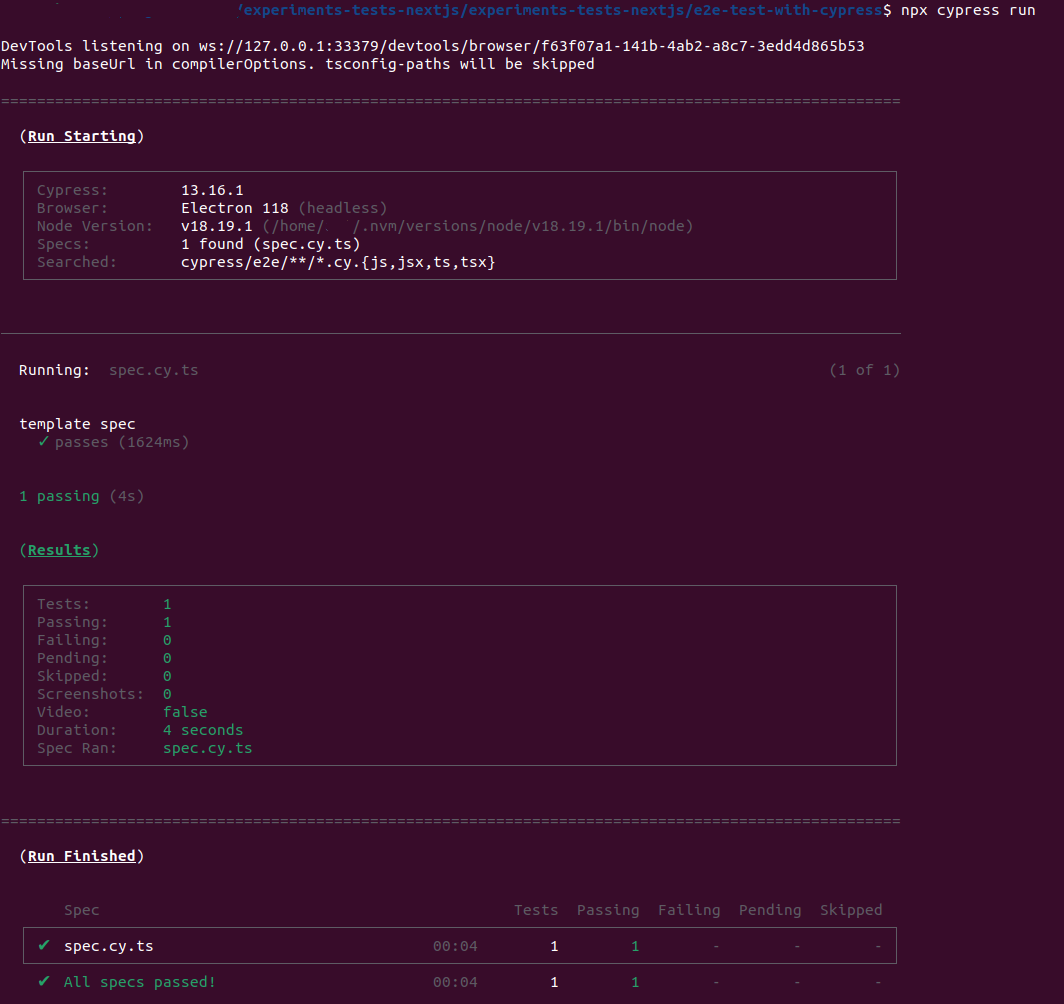 /experiments-tests-nextjs/experiments-tests-nextjs/e2e-test-with-cypress$ npx cypress run
DevTools listening on ws://127.0.0.1:33379/devtools/browser/f63f07a1-141b-4ab2-a8c7-3edd4d865b53
Missing baseUrl in compilerOptions. tsconfig-paths will be skipped
====================================================================================================
(Run Starting)
Cypress: 13.16.1
Browser: Electron 118 (headless)
Node Version: v18.19.1 (/home/. /.nvm/versions/node/v18.19.1/bin/node)
Specs: 1 found (spec.cy.ts)
Searched: cypress/e2e/**/*.cy.{js,jsx,ts,tsx}
Running: spec.cy.ts (1 of 1)
template spec
✓ passes (1624ms)
1 passing (4s)
(Results)
Tests: 1
Passing: 1
Failing: 0
Pending: 0
Skipped: 0
Screenshots: 0
Video: false
Duration: 4 seconds
Spec Ran: spec.cy.ts
====================================================================================================
(Run Finished)
Spec Tests Passing Failing Pending Skipped
✔ spec.cy.ts 00:04 1 1 - - -
✔ All specs passed! 00:04 1 1 - - -